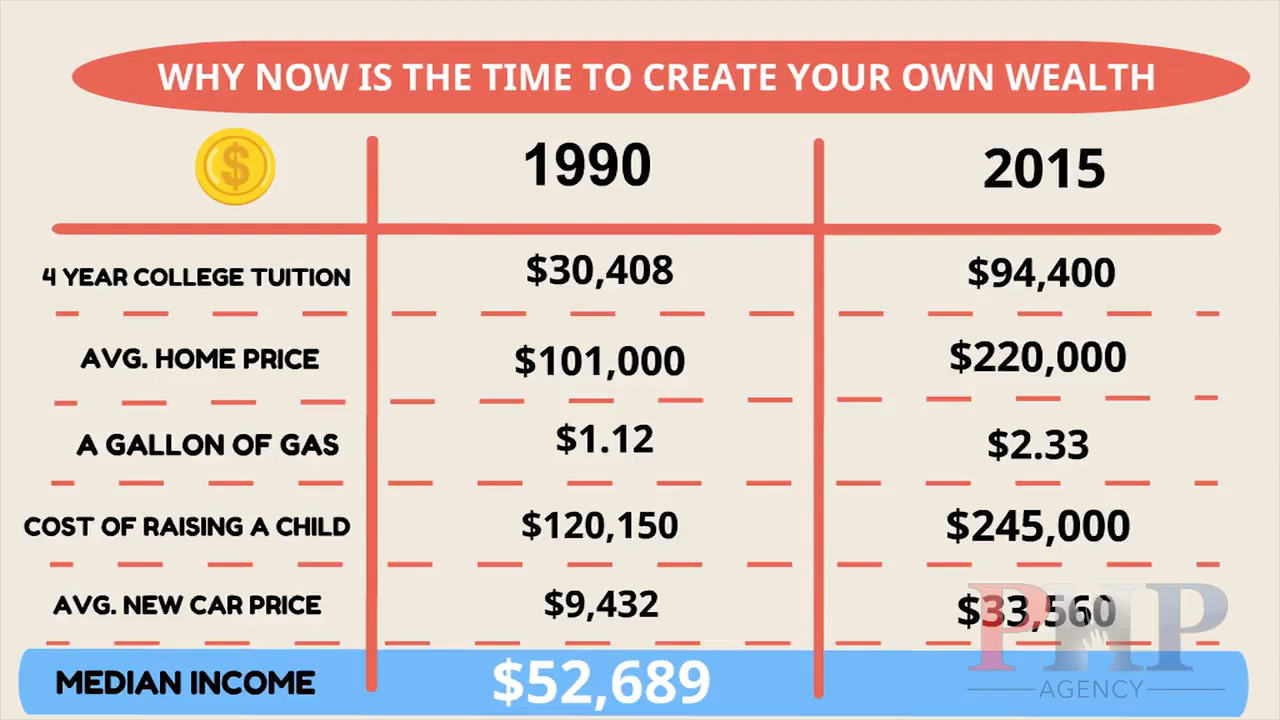 WHY NOW IS THE TIME TO CREATE YOUR OWN WEALTH
$ 1990 2015
4 YEAR COLLEGE TUITION $30,408 $94,400
AVG. HOME PRICE $101,000 $220,000
A GALLON OF GAS $1.12 $2.33
COST OF RAISING A CHILD $120,150 $245,000
AVG. NEW CAR PRICE $9,432 $33,560
MEDIAN INCOME $52,689
PHP
AGENCY